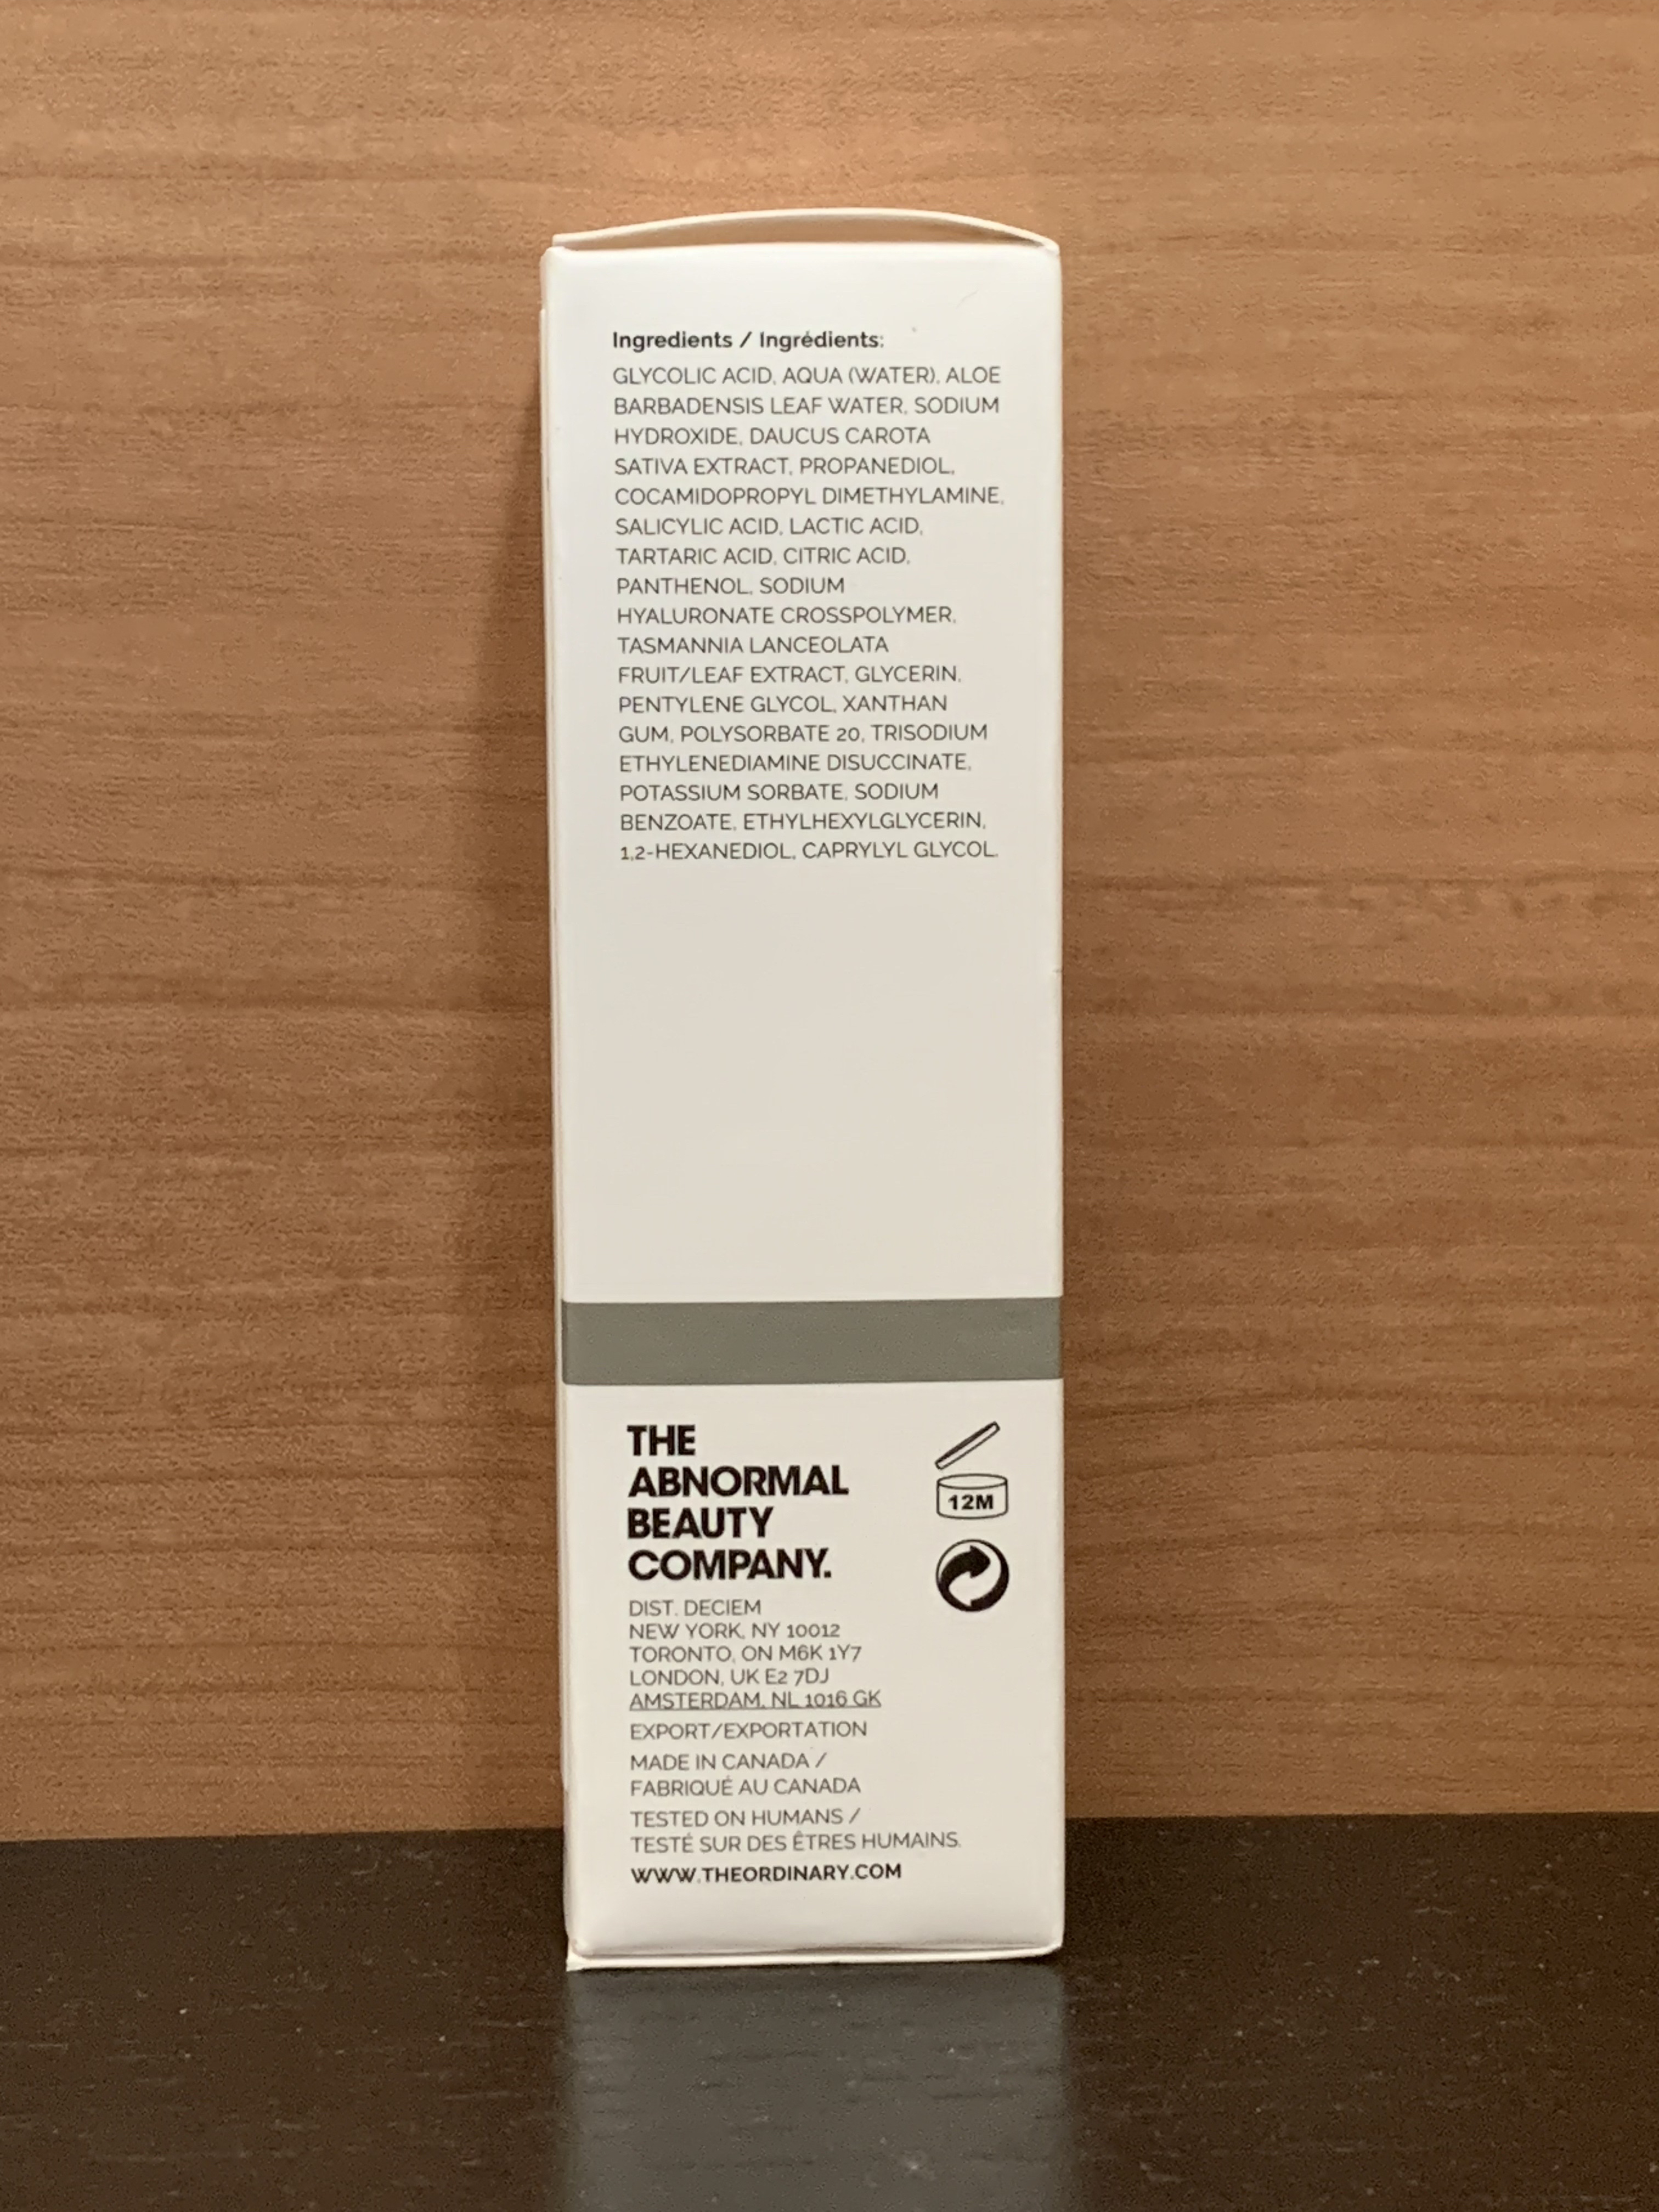 Ingredients / Ingrédients:
GLYCOLIC ACID, AQUA (WATER), ALOE
BARBADENSIS LEAF WATER, SODIUM
HYDROXIDE, DAUCUS CAROTA
SATIVA EXTRACT, PROPANEDIOL,
COCAMIDOPROPYL DIMETHYLAMINE,
SALICYLIC ACID, LACTIC ACID,
TARTARIC ACID, CITRIC ACID,
PANTHENOL, SODIUM
HYALURONATE CROSSPOLYMER,
TASMANNIA LANCEOLATA
FRUIT/LEAF EXTRACT, GLYCERIN,
PENTYLENE GLYCOL, XANTHAN
GUM, POLYSORBATE 20, TRISODIUM
ETHYLENEDIAMINE DISUCCINATE,
POTASSIUM SORBATE, SODIUM
BENZOATE, ETHYLHEXYLGLYCERIN,
1,2-HEXANEDIOL, CAPRYLYL GLYCOL.
THE
ABNORMAL
BEAUTY
COMPANY.
12M
DIST. DECIEM
NEW YORK, NY 10012
TORONTO, ON M6K 1Y7
LONDON, UK E2 7DJ
AMSTERDAM, NL 1016 GK
EXPORT/EXPORTATION
MADE IN CANADA /
FABRIQUÉ AU CANADA
TESTED ON HUMANS /
TESTÉ SUR DES ÊTRES HUMAINS.
WWW.THEORDINARY.COM